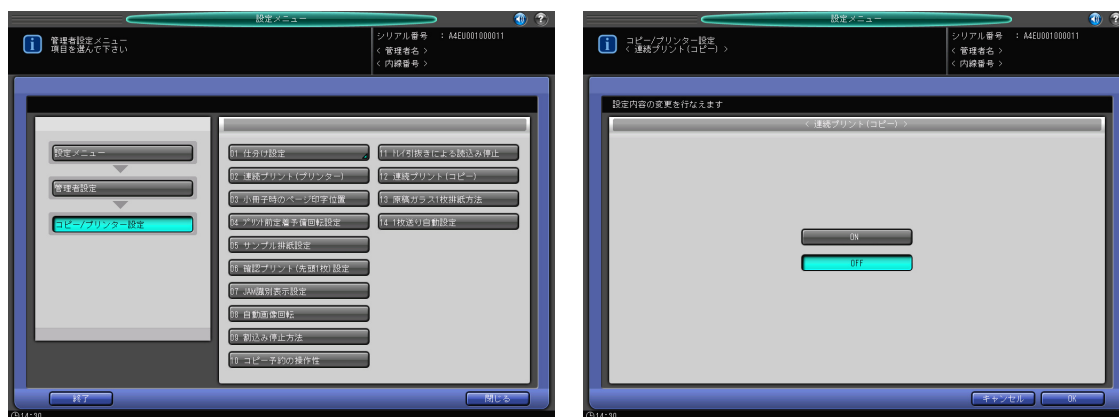 設定メニュー
管理者設定メニュー
項目を選んで下さい
シリアル番号 : A4EU001000011
< 管理者名 >
< 内線番号 >
設定メニュー
管理者設定
コピー/プリンター設定
01 仕分け設定
02 連続プリント(プリンター)
03 小冊子時のページ印字位置
04 プリント前定着予備回転設定
05 サンプル排紙設定
06 確認プリント(先頭1枚)設定
07 JAM識別表示設定
08 自動画像回転
09 割込み停止方法
10 コピー予約の操作性
11 トレイ引抜きによる読込み停止
12 連続プリント(コピー)
13 原稿ガラス1枚排紙方法
14 1枚送り自動設定
終了
閉じる
14:30
設定メニュー
コピー/プリンター設定
< 連続プリント(コピー) >
シリアル番号 : A4EU001000011
< 管理者名 >
< 内線番号 >
設定内容の変更を行なえます
< 連続プリント(コピー) >
ON
OFF
キャンセル
OK
14:30